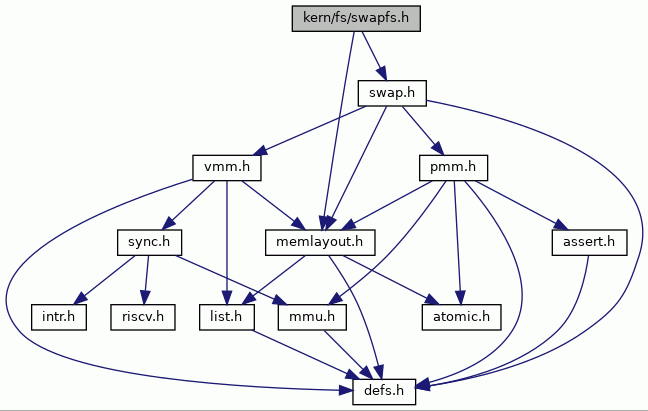 kern/fs/swapfs.h
swap.h
vmm.h
pmm.h
sync.h
memlayout.h
assert.h
intr.h
riscv.h
list.h
mmu.h
atomic.h
defs.h